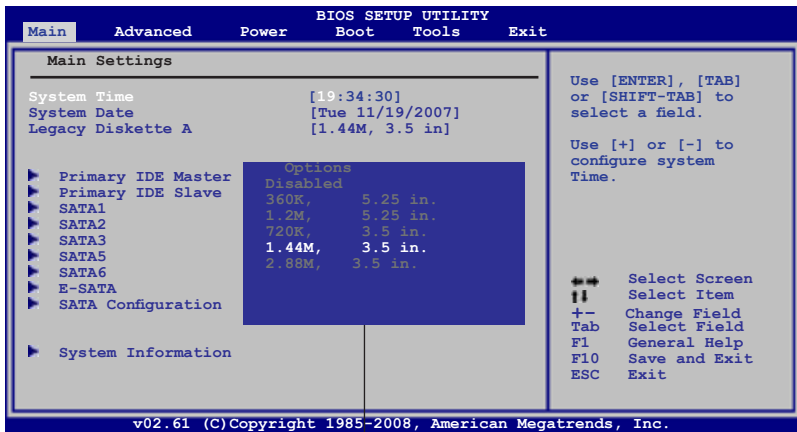 BIOS SETUP UTILITY
Main Advanced Power Boot Tools Exit
Main Settings
System Time [19:34:30]
System Date [Tue 11/19/2007]
Legacy Diskette A [1.44M, 3.5 in]
Primary IDE Master
Primary IDE Slave
SATA1
SATA2
SATA3
SATA5
SATA6
E-SATA
SATA Configuration
System Information
Options
Disabled
360K, 5.25 in.
1.2M, 5.25 in.
720K, 3.5 in.
1.44M, 3.5 in.
2.88M, 3.5 in.
Use [ENTER], [TAB]
or [SHIFT-TAB] to
select a field.
Use [+] or [-] to
configure system
Time.
Select Screen
Select Item
+- Change Field
Tab Select Field
F1 General Help
F10 Save and Exit
ESC Exit
v02.61 (C)Copyright 1985-2008, American Megatrends, Inc.